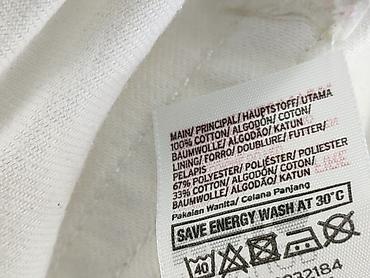 MAIN/ PRINCIPAL/ HAUPTSTOFF/ UTAMA
100% COTTON/ ALGODÓN/ COTON/
BAUMWOLLE/ ALGODÃO/ KATUN
LINING/ FORRO/ DOUBLURE/ FUTTER/
PELAPIS
67% POLYESTER/ POLIÉSTER/ POLIESTER
33% COTTON/ ALGODÓN/ COTON/
BAUMWOLLE/ ALGODÃO/ KATUN
Pakaian Wanita/ Celana Panjang
SAVE ENERGY WASH AT 30°C
40